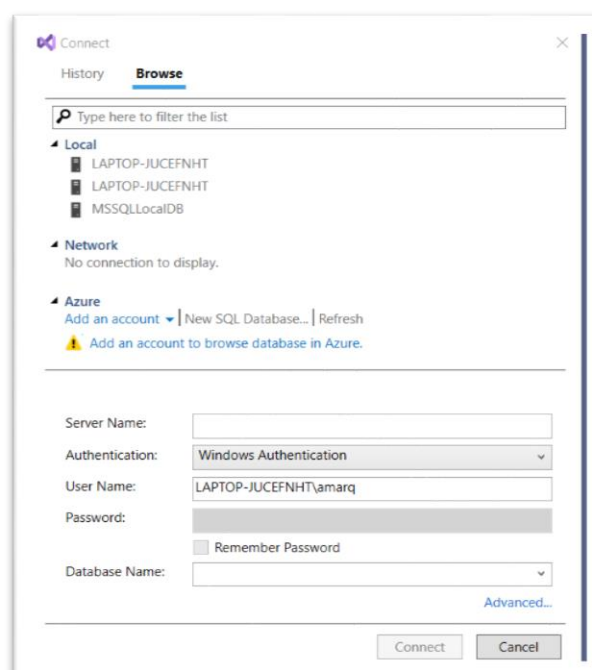 Connect
History Browse
Type here to filter the list
Local
LAPTOP-JUCEFNHT
LAPTOP-JUCEFNHT
MSSQLLocalDB
Network
No connection to display.
Azure
Add an account | New SQL Database... | Refresh
Add an account to browse database in Azure.
Server Name:
Authentication: Windows Authentication
User Name: LAPTOP-JUCEFNHT\amarq
Password:
Remember Password
Database Name:
Advanced...
Connect Cancel